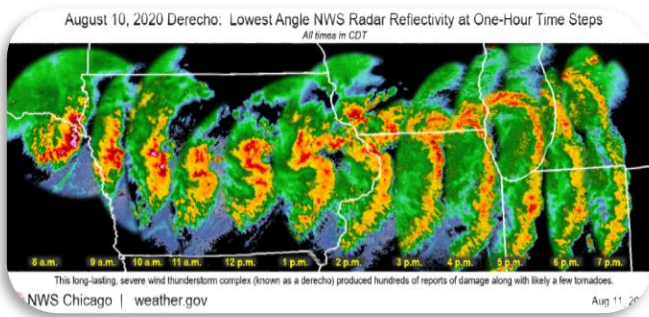 August 10, 2020 Derecho: Lowest Angle NWS Radar Reflectivity at One-Hour Time Steps
All times in CDT
8 a.m. 9 a.m. 10 a.m. 11 a.m. 12 p.m. 1 p.m. 2 p.m. 3 p.m. 4 p.m. 5 p.m. 6 p.m. 7 p.m.
This long-lasting, severe wind thunderstorm complex (known as a derecho) produced hundreds of reports of damage along with likely a few tornadoes.
NWS Chicago | weather.gov Aug 11